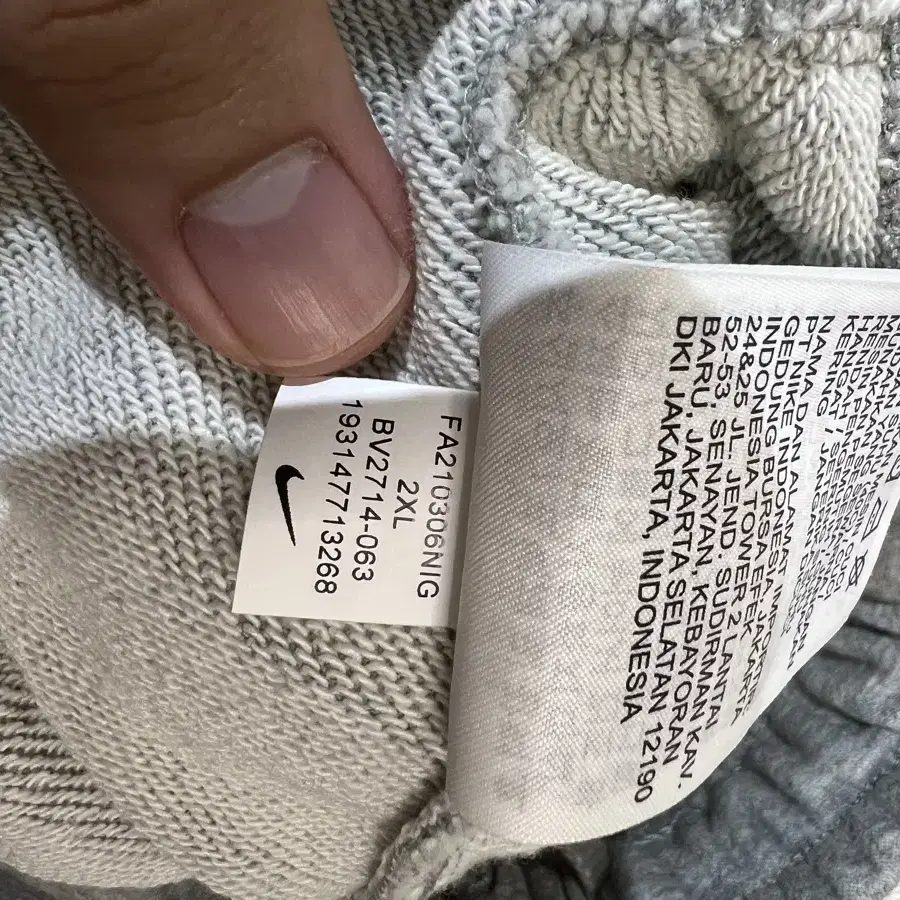 FA210306NIG
2XL
BV2714-063
193147713268
NAMA DAN ALAMAT IMPORTIR:
PT NIKE INDONESIA, JAKARTA
GEDUNG BURSA EFEK
INDONESIA TOWER 2 LANTAI
24&25 JL. JEND. SUDIRMAN KAV.
52-53, SENAYAN, KEBAYORAN
BARU, JAKARTA SELATAN 12190
DKI JAKARTA, INDONESIA